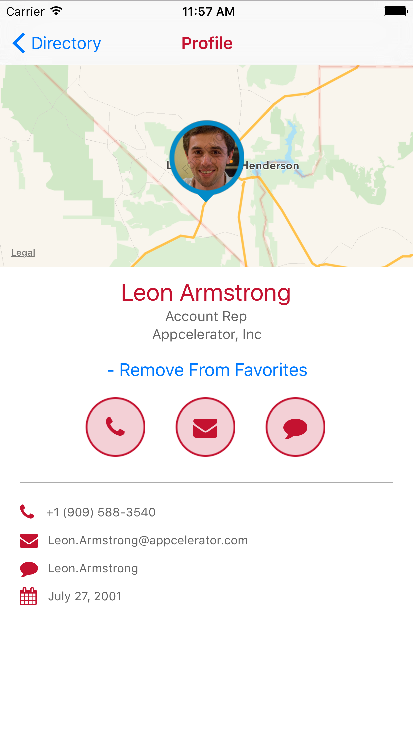 Carrier 11:57 AM
Directory Profile
Henderson
Legal
Leon Armstrong
Account Rep
Appcelerator, Inc
- Remove From Favorites
+1 (909) 588-3540
Leon.Armstrong@appcelerator.com
Leon.Armstrong
July 27, 2001